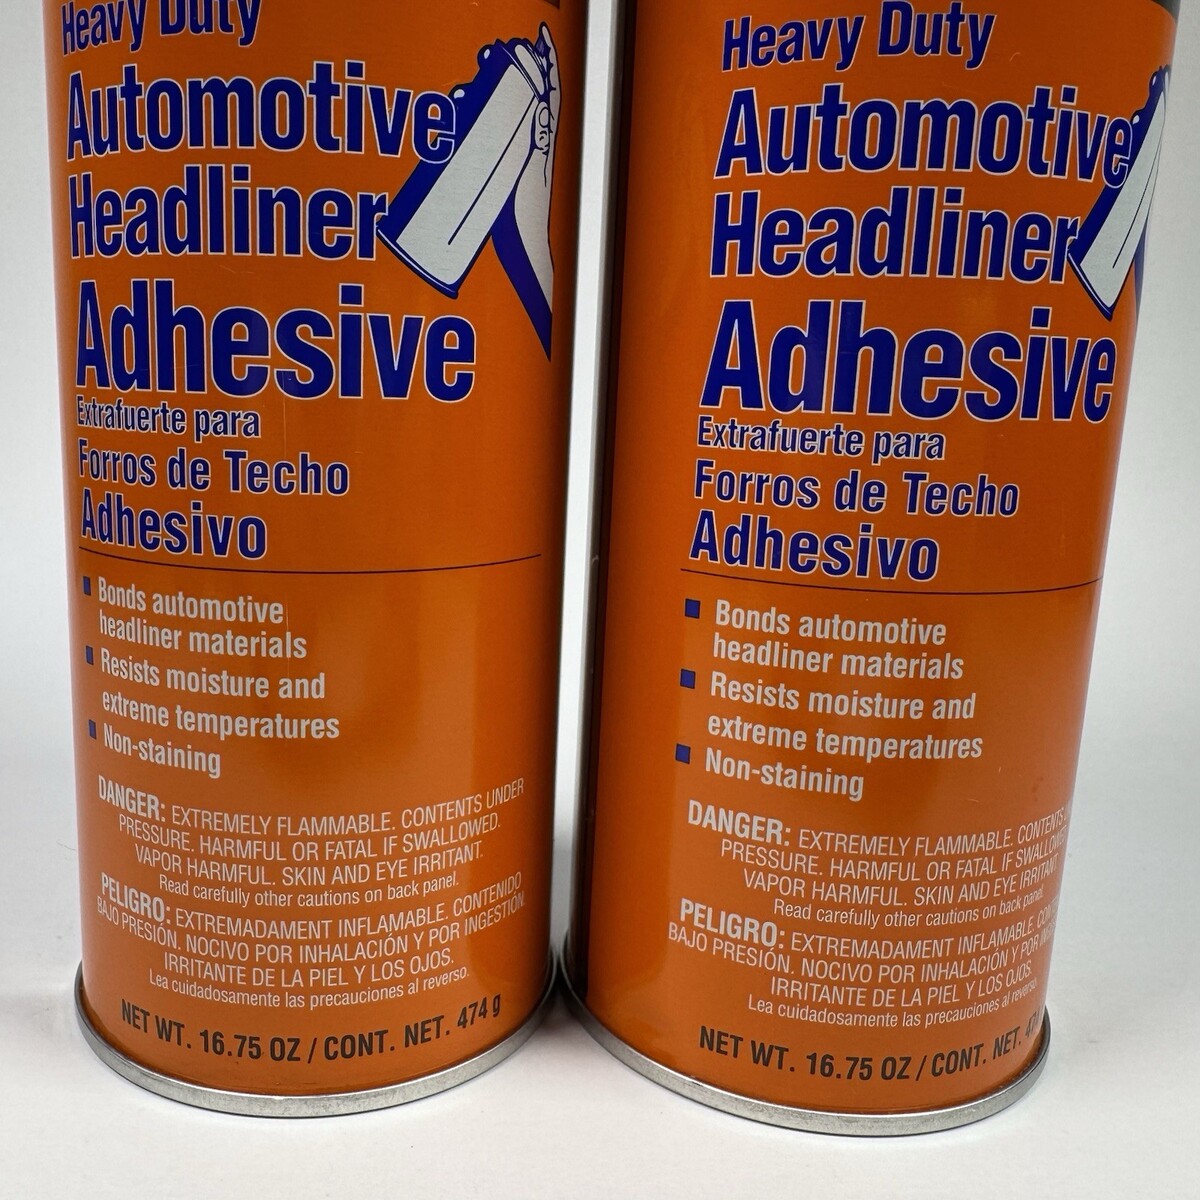 Heavy Duty
Automotive
Headliner
Adhesive
Extrafuerte para
Forros de Techo
Adhesivo
Bonds automotive
headliner materials
Resists moisture and
extreme temperatures
Non-staining
DANGER: EXTREMELY FLAMMABLE. CONTENTS UNDER
PRESSURE. HARMFUL OR FATAL IF SWALLOWED.
VAPOR HARMFUL. SKIN AND EYE IRRITANT.
Read carefully other cautions on back panel.
PELIGRO: EXTREMADAMENT INFLAMABLE. CONTENIDO
BAJO PRESIÓN. NOCIVO POR INHALACIÓN Y POR INGESTIÓN.
IRRITANTE DE LA PIEL Y LOS OJOS.
Lea cuidadosamente las precauciones al reverso.
NET WT. 16.75 OZ / CONT. NET. 474 g
Heavy Duty
Automotive
Headliner
Adhesive
Extrafuerte para
Forros de Techo
Adhesivo
Bonds automotive
headliner materials
Resists moisture and
extreme temperatures
Non-staining
DANGER: EXTREMELY FLAMMABLE. CONTENTS
PRESSURE. HARMFUL OR FATAL IF SWALLOWED
VAPOR HARMFUL. SKIN AND EYE IRRITANT.
Read carefully other cautions on back panel.
PELIGRO: EXTREMADAMENT INFLAMABLE.
BAJO PRESIÓN. NOCIVO POR INHALACIÓN Y POR
IRRITANTE DE LA PIEL Y LOS OJOS.
Lea cuidadosamente las precauciones al reverso.
NET WT. 16.75 OZ / CONT. NET.